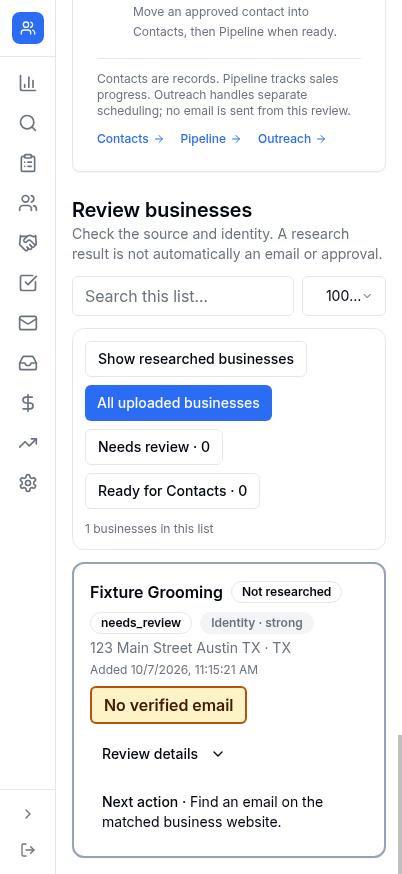 Move an approved contact into
Contacts, then Pipeline when ready.
Contacts are records. Pipeline tracks sales
progress. Outreach handles separate
scheduling; no email is sent from this review.
Contacts → Pipeline → Outreach →
Review businesses
Check the source and identity. A research
result is not automatically an email or approval.
Search this list...
100...
Show researched businesses
All uploaded businesses
Needs review · 0
Ready for Contacts · 0
1 businesses in this list
Fixture Grooming Not researched
needs_review Identity · strong
123 Main Street Austin TX · TX
Added 10/7/2026, 11:15:21 AM
No verified email
Review details
Next action · Find an email on the
matched business website.